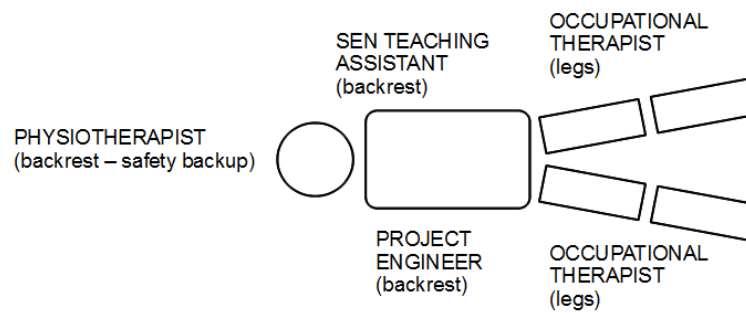 OCCUPATIONAL
THERAPIST
(legs)
SEN TEACHING
ASSISTANT
(backrest)
PHYSIOTHERAPIST
(backrest – safety backup)
PROJECT
ENGINEER
(backrest)
OCCUPATIONAL
THERAPIST
(legs)